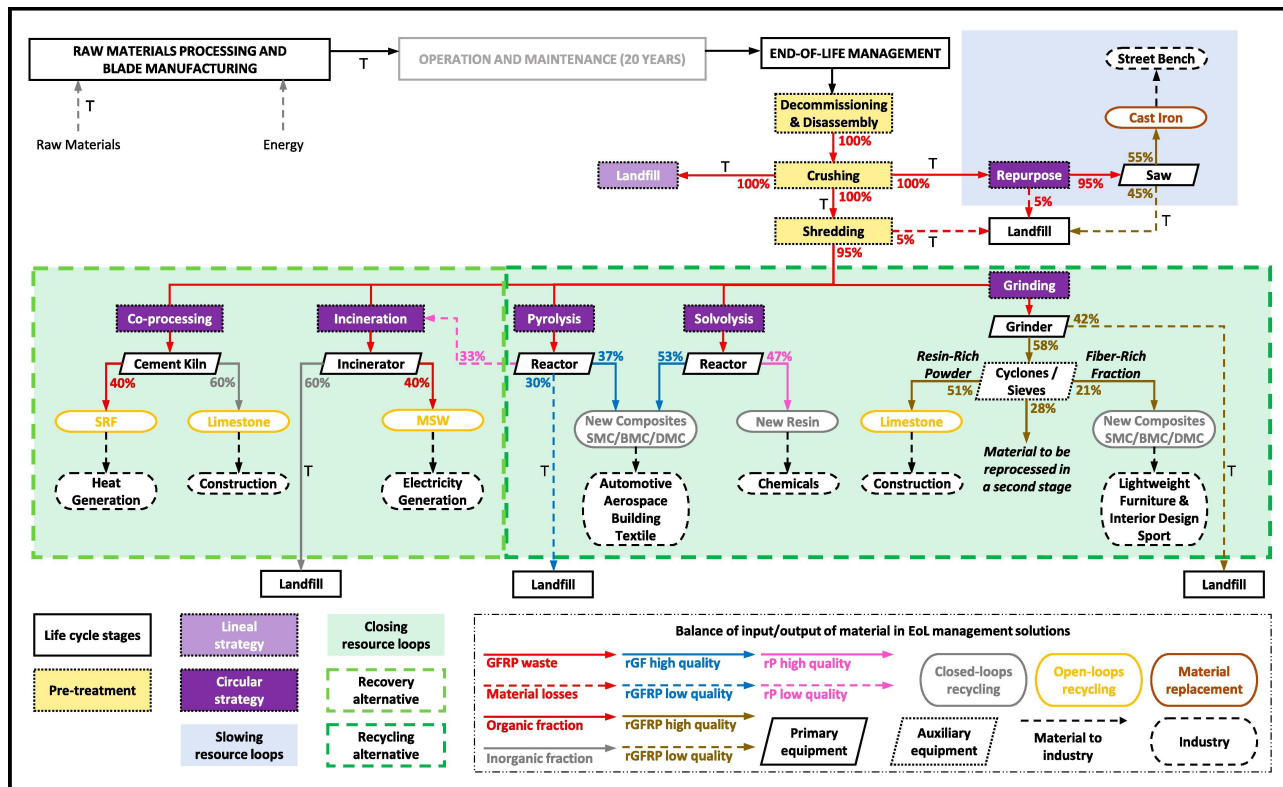 RAW MATERIALS PROCESSING AND
BLADE MANUFACTURING
T
OPERATION AND MAINTENANCE (20 YEARS)
END-OF-LIFE MANAGEMENT
Street Bench
T
Raw Materials
Energy
Decommissioning
& Disassembly
100%
Cast Iron
55%
Landfill
T
100%
Crushing
100%
T
100%
Repurpose
95%
Saw
45%
T
5%
T
Shredding
5%
T
Landfill
95%
Co-processing
Incineration
Pyrolysis
Solvolysis
Grinding
Cement Kiln
40%
60%
Incinerator
60%
40%
33%
Reactor
37%
30%
53%
Reactor
47%
Grinder
42%
58%
Resin-Rich
Powder
51%
Cyclones /
Sieves
28%
Fiber-Rich
Fraction
21%
SRF
Limestone
MSW
New Composites
SMC/BMC/DMC
New Resin
Limestone
Material to be
reprocessed in
a second stage
New Composites
SMC/BMC/DMC
T
T
T
Heat
Generation
Construction
Electricity
Generation
Automotive
Aerospace
Building
Textile
Chemicals
Construction
Lightweight
Furniture &
Interior Design
Sport
Landfill
Landfill
Landfill
Life cycle stages
Lineal
strategy
Closing
resource loops
Pre-treatment
Circular
strategy
Recovery
alternative
Slowing
resource loops
Recycling
alternative
Balance of input/output of material in EoL management solutions
GFRP waste
rGF high quality
rP high quality
Material losses
rGFRP low quality
rP low quality
Organic fraction
rGFRP high quality
Inorganic fraction
rGFRP low quality
Closed-loops
recycling
Open-loops
recycling
Material
replacement
Primary
equipment
Auxiliary
equipment
Material to
industry
Industry